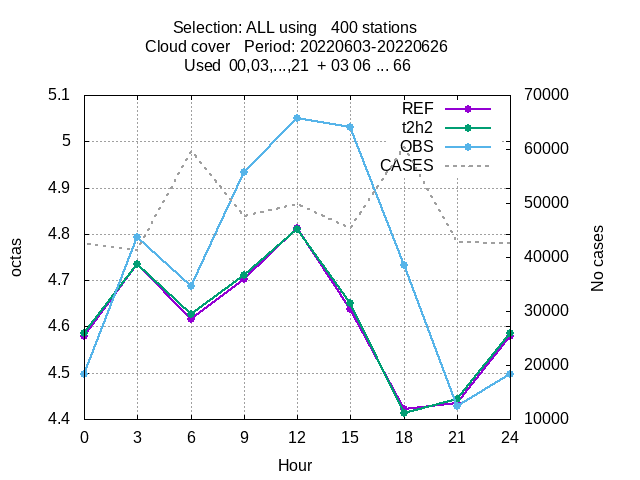 Selection: ALL using   400 stations
Cloud cover   Period: 20220603-20220626
Used  00,03,...,21  + 03 06 ... 66
5.1
5
4.9
4.8
4.7
4.6
4.5
4.4
octas
70000
60000
50000
40000
30000
20000
10000
No cases
REF
t2h2
OBS
CASES
0 3 6 9 12 15 18 21 24
Hour